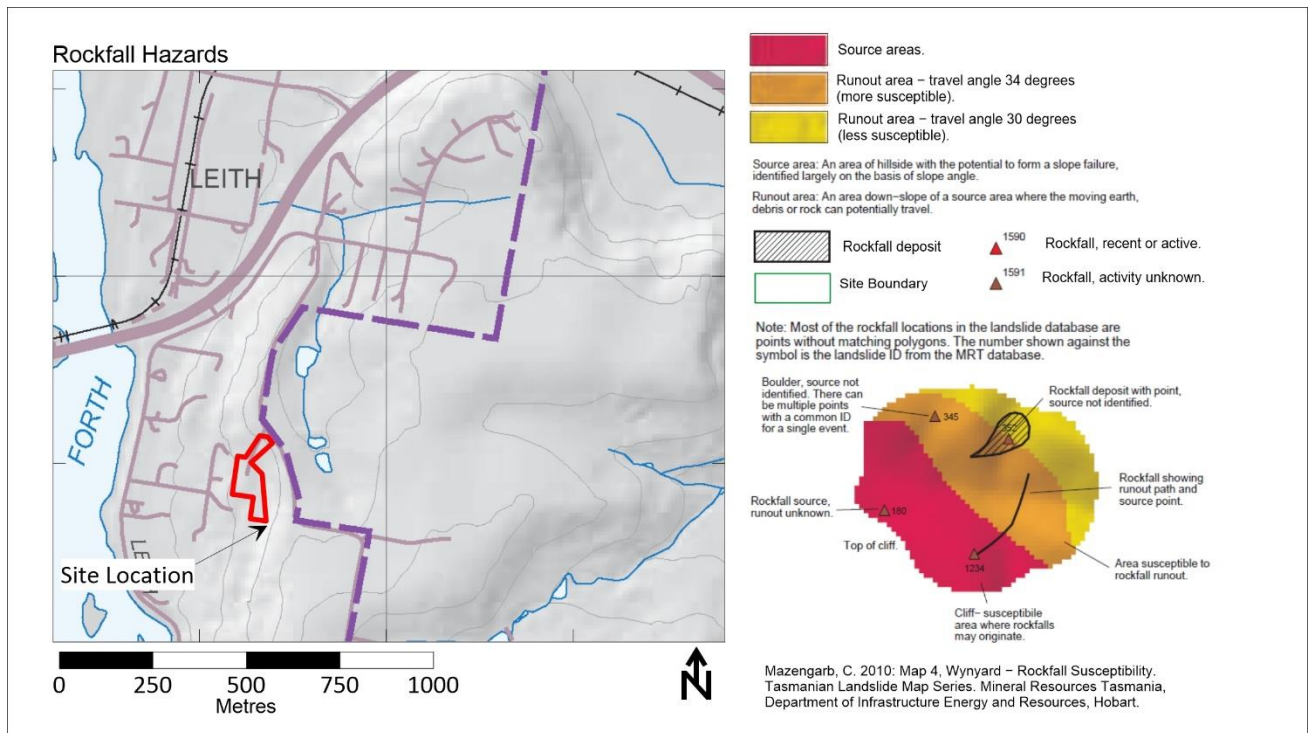 Rockfall Hazards
LEITH
FORTH
Site Location
0 250 500 750 1000
Metres
N
Source areas.
Runout area – travel angle 34 degrees
(more susceptible).
Runout area – travel angle 30 degrees
(less susceptible).
Source area: An area of hillside with the potential to form a slope failure,
identified largely on the basis of slope angle.
Runout area: An area down–slope of a source area where the moving earth,
debris or rock can potentially travel.
Rockfall deposit
1590
Rockfall, recent or active.
Site Boundary
1591
Rockfall, activity unknown.
Note: Most of the rockfall locations in the landslide database are
points without matching polygons. The number shown against the
symbol is the landslide ID from the MRT database.
Boulder, source not
identified. There can
be multiple points
with a common ID
for a single event.
345
Rockfall deposit with point,
source not identified.
352
Rockfall showing
runout path and
source point.
Rockfall source,
runout unknown.
180
Top of cliff.
1234
Area susceptible to
rockfall runout.
Cliff– susceptibile
area where rockfalls
may originate.
Mazengarb, C. 2010: Map 4, Wynyard – Rockfall Susceptibility.
Tasmanian Landslide Map Series. Mineral Resources Tasmania,
Department of Infrastructure Energy and Resources, Hobart.